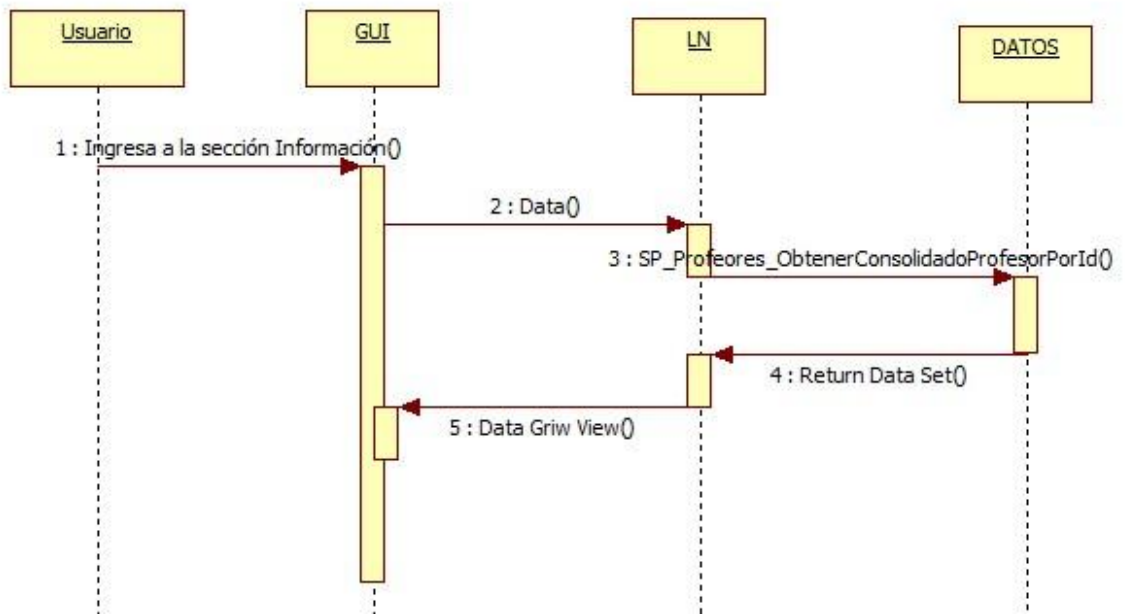 Usuario
GUI
LN
DATOS
1 : Ingresa a la sección Información()
2 : Data()
3 : SP_Profeores_ObtenerConsolidadoProfesorPorId()
4 : Return Data Set()
5 : Data Griw View()